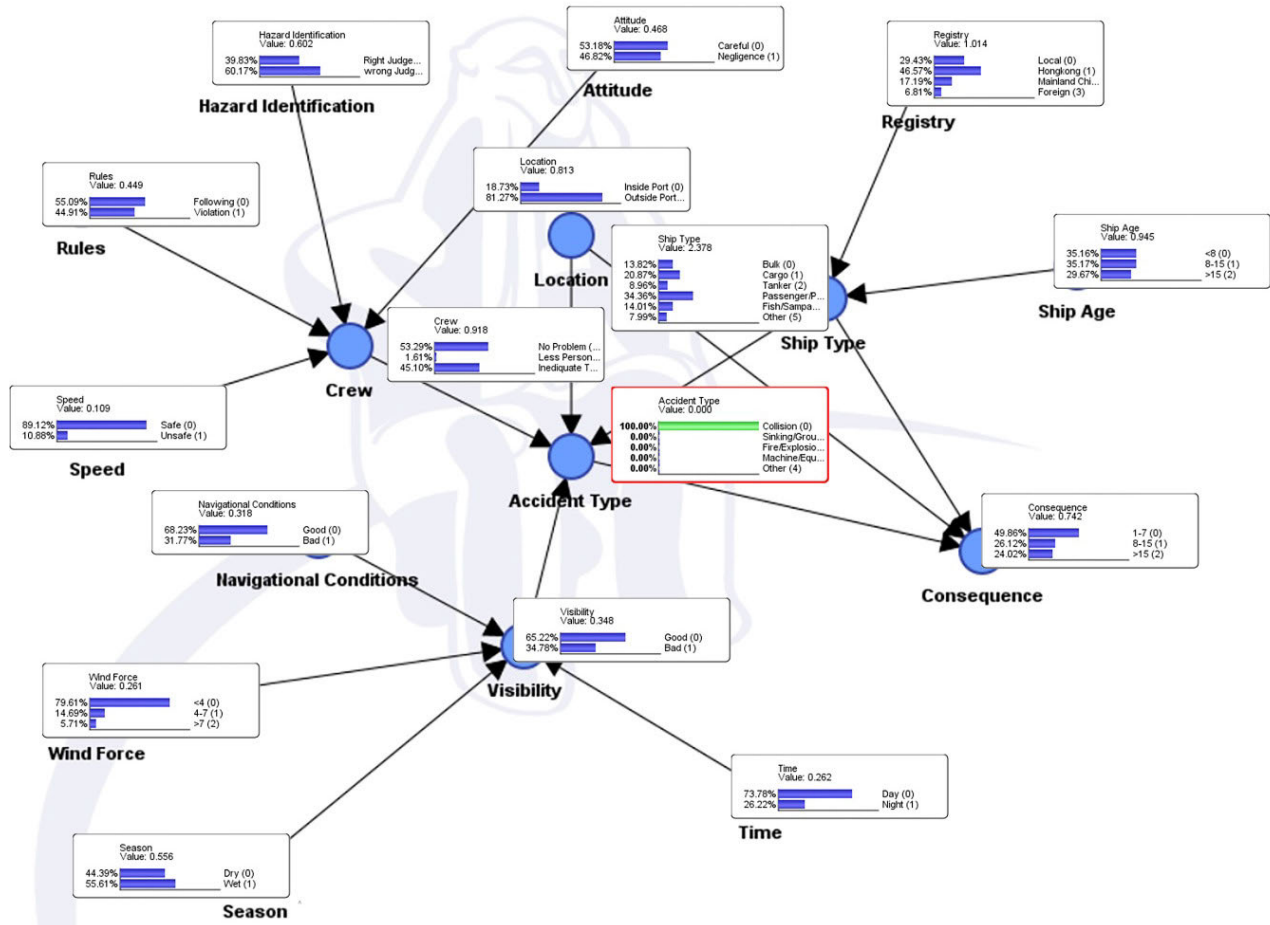 Hazard Identification
Value: 0.602
39.83% Right Judge...
60.17% wrong Judg...
Hazard Identification
Attitude
Value: 0.468
53.18% Careful (0)
46.82% Negligence (1)
Attitude
Registry
Value: 1.014
29.43% Local (0)
46.57% Hongkong (1)
17.19% Mainland Chi...
6.81% Foreign (3)
Registry
Location
Value: 0.813
18.73% Inside Port (0)
81.27% Outside Port...
Location
Rules
Value: 0.449
55.09% Following (0)
44.91% Violation (1)
Rules
Ship Type
Value: 2.378
13.82% Bulk (0)
20.87% Cargo (1)
8.96% Tanker (2)
34.36% Passenger/P...
14.01% Fish/Sampa...
7.99% Other (5)
Ship Type
Ship Age
Value: 0.945
35.16% <8 (0)
35.17% 8-15 (1)
29.67% >15 (2)
Ship Age
Crew
Value: 0.918
53.29% No Problem (...
1.61% Less Person...
45.10% Inediquate T...
Crew
Speed
Value: 0.109
89.12% Safe (0)
10.88% Unsafe (1)
Speed
Accident Type
Value: 0.000
100.00% Collision (0)
0.00% Sinking/Grou...
0.00% Fire/Explosio...
0.00% Machine/Equ...
0.00% Other (4)
Accident Type
Navigational Conditions
Value: 0.318
68.23% Good (0)
31.77% Bad (1)
Navigational Conditions
Consequence
Value: 0.742
49.86% 1-7 (0)
26.12% 8-15 (1)
24.02% >15 (2)
Consequence
Visibility
Value: 0.348
65.22% Good (0)
34.78% Bad (1)
Visibility
Wind Force
Value: 0.261
79.61% <4 (0)
14.69% 4-7 (1)
5.71% >7 (2)
Wind Force
Time
Value: 0.262
73.78% Day (0)
26.22% Night (1)
Time
Season
Value: 0.556
44.39% Dry (0)
55.61% Wet (1)
Season